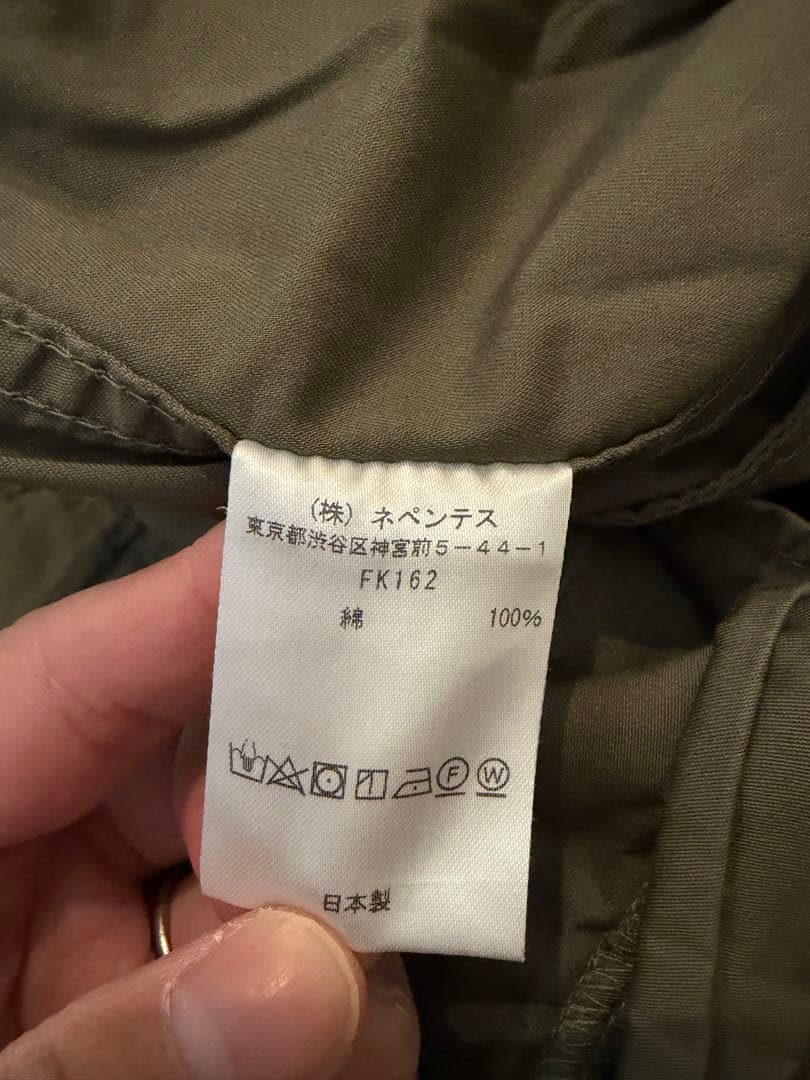 (株) ネペンテス
東京都渋谷区神宮前5-44-1
FK162
綿 100%
F W
日本製